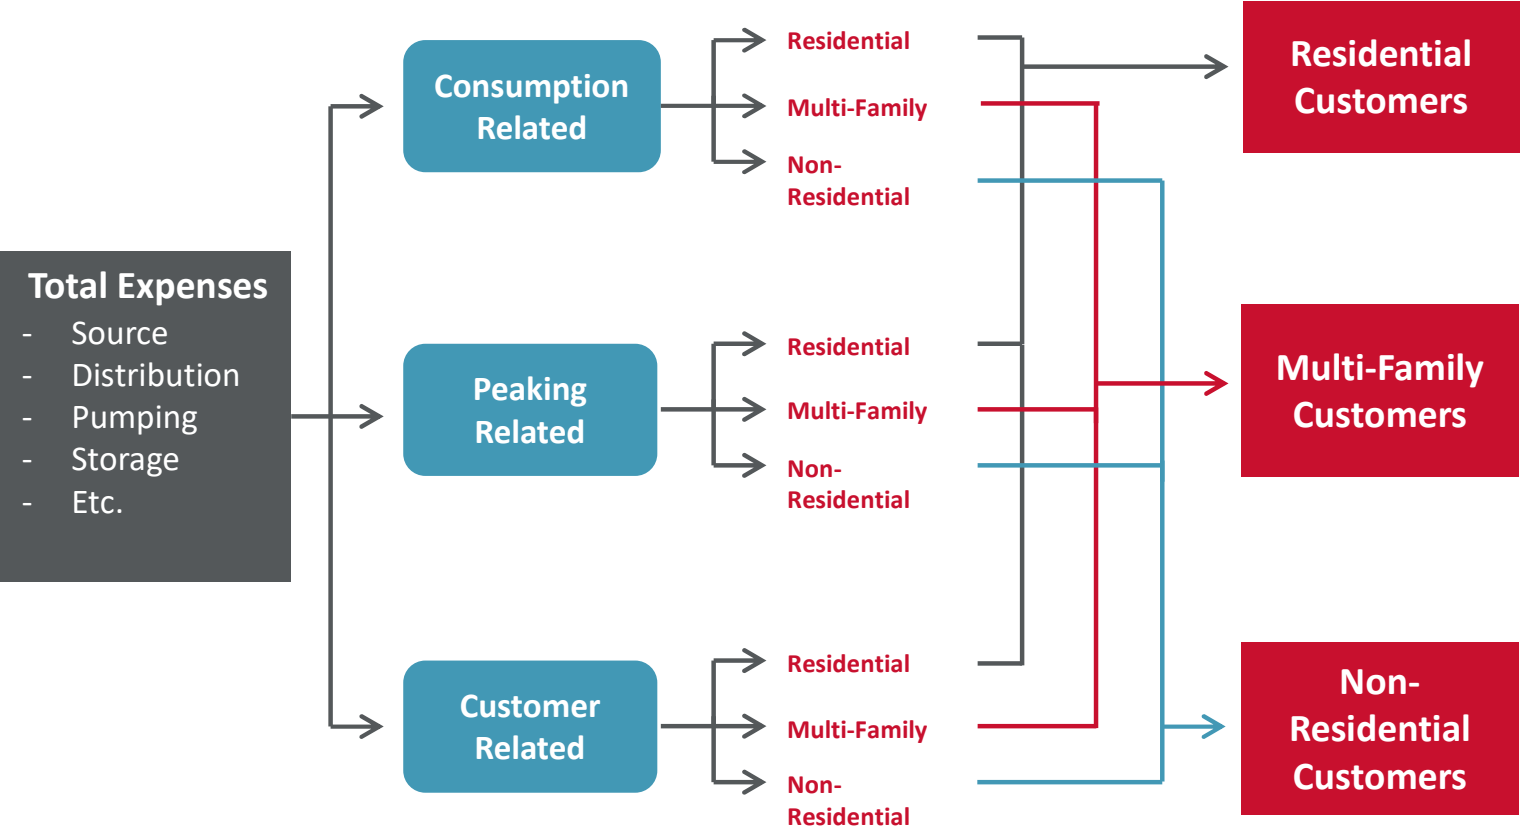 Total Expenses
- Source
- Distribution
- Pumping
- Storage
- Etc.
Consumption
Related
Residential
Multi-Family
Non-
Residential
Peaking
Related
Residential
Multi-Family
Non-
Residential
Customer
Related
Residential
Multi-Family
Non-
Residential
Residential
Customers
Multi-Family
Customers
Non-
Residential
Customers